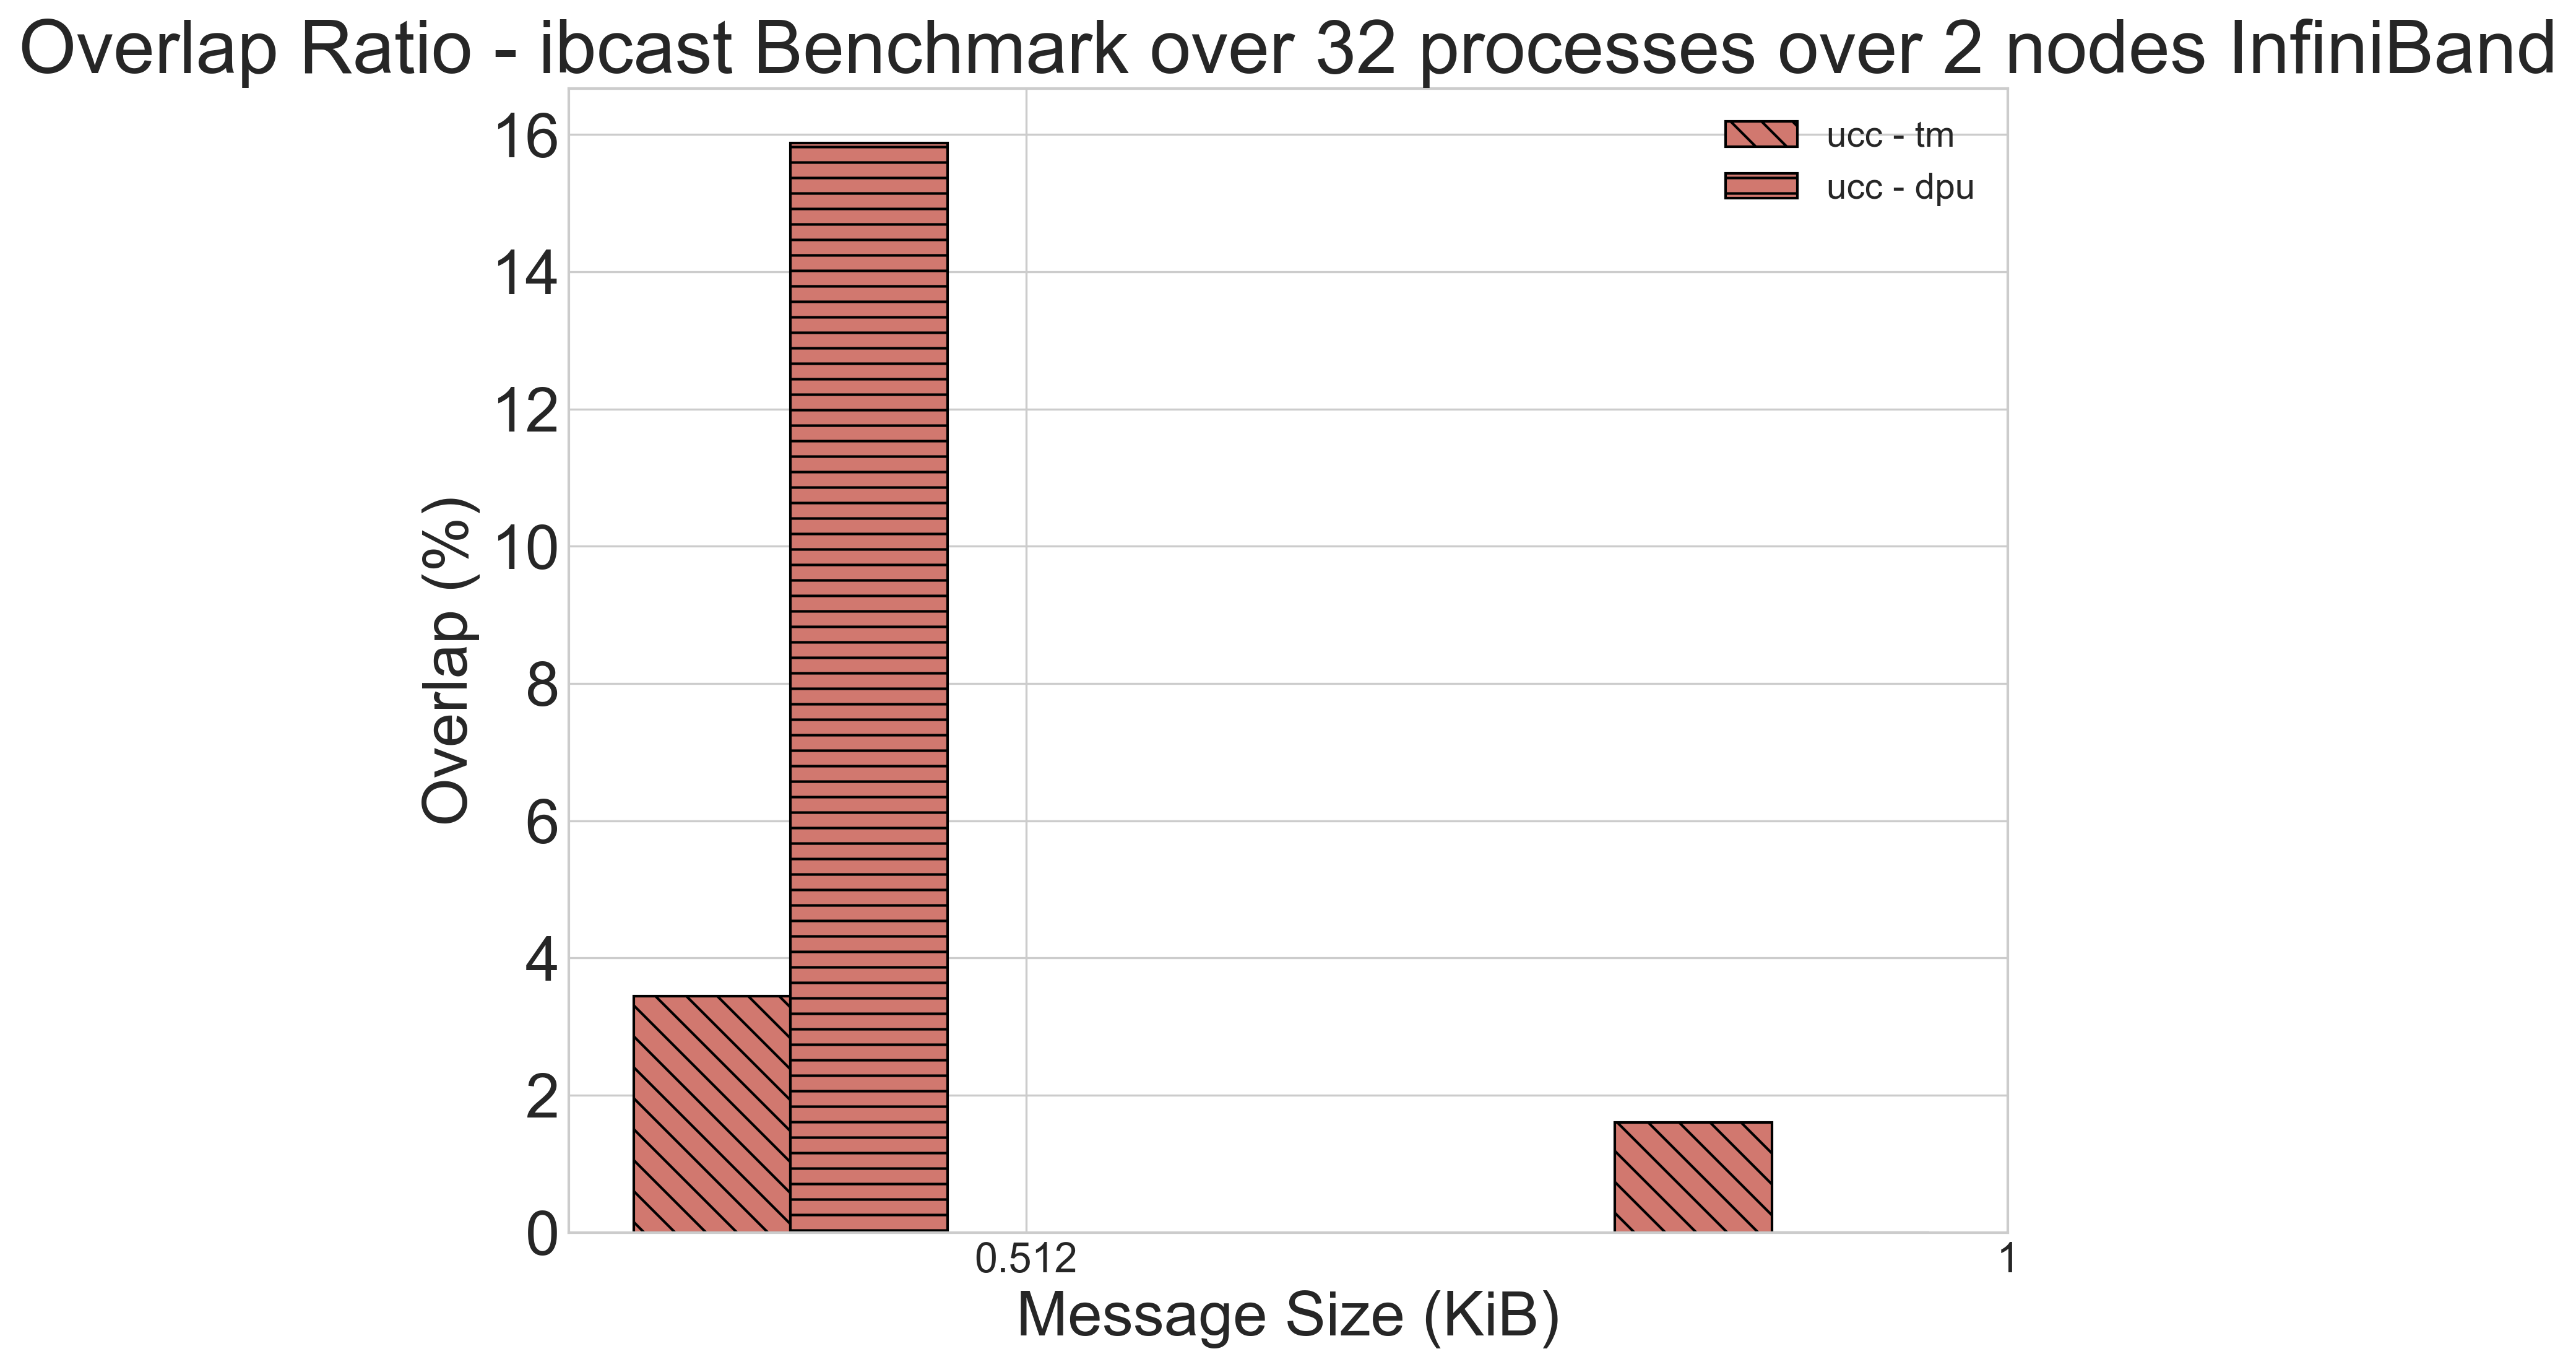 Overlap Ratio - ibcast Benchmark over 32 processes over 2 nodes InfiniBand
16
14
12
10
8
6
4
2
0
Overlap (%)
ucc - tm
ucc - dpu
0.512
1
Message Size (KiB)